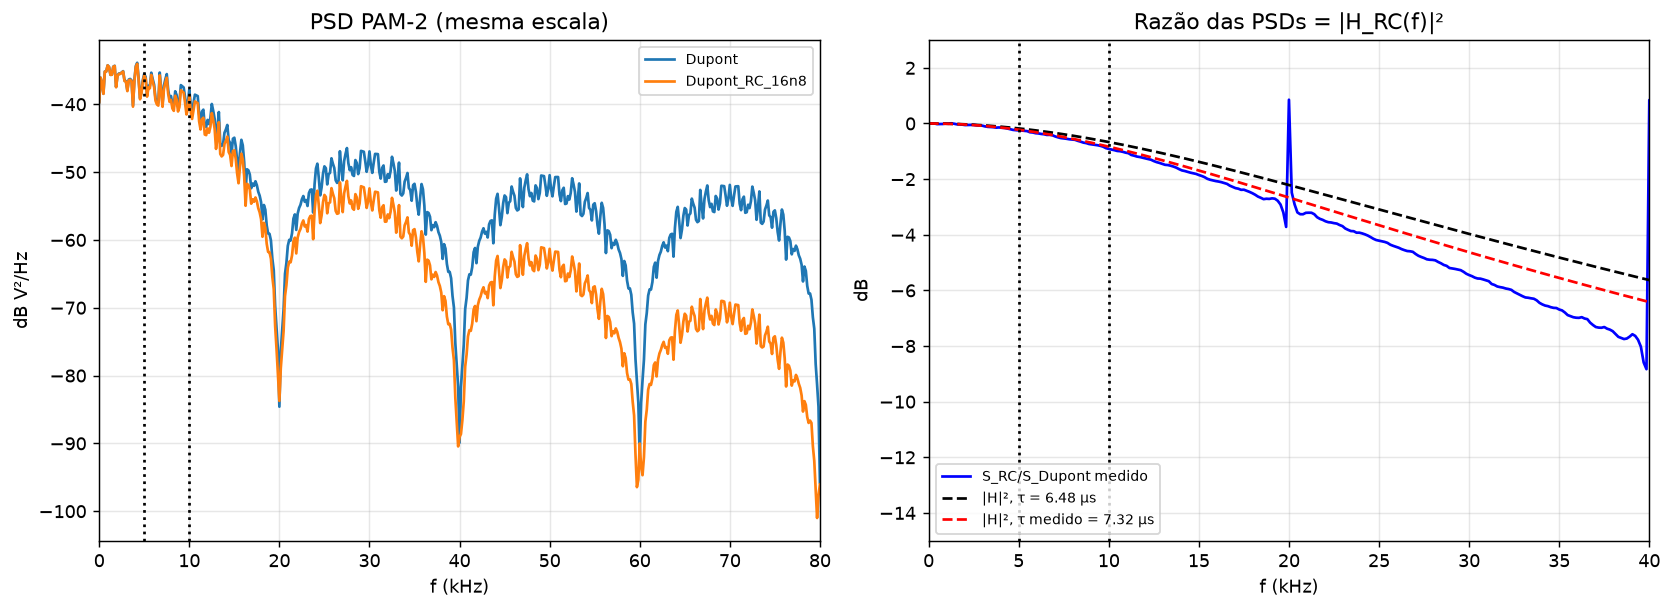 PSD PAM-2 (mesma escala)
dB V²/Hz
−40
−50
−60
−70
−80
−90
−100
Dupont
Dupont_RC_16n8
0 10 20 30 40 50 60 70 80
f (kHz)
Razão das PSDs = |H_RC(f)|²
dB
2
0
−2
−4
−6
−8
−10
−12
−14
S_RC/S_Dupont medido
|H|², τ = 6.48 μs
|H|², τ medido = 7.32 μs
0 5 10 15 20 25 30 35 40
f (kHz)